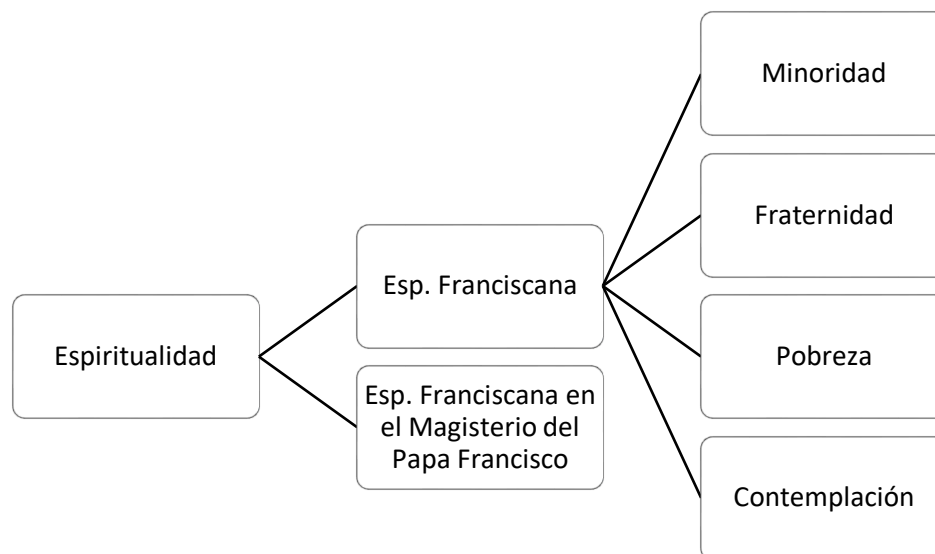 Minoridad
Fraternidad
Esp. Franciscana
Espiritualidad
Pobreza
Esp. Franciscana en
el Magisterio del
Papa Francisco
Contemplación